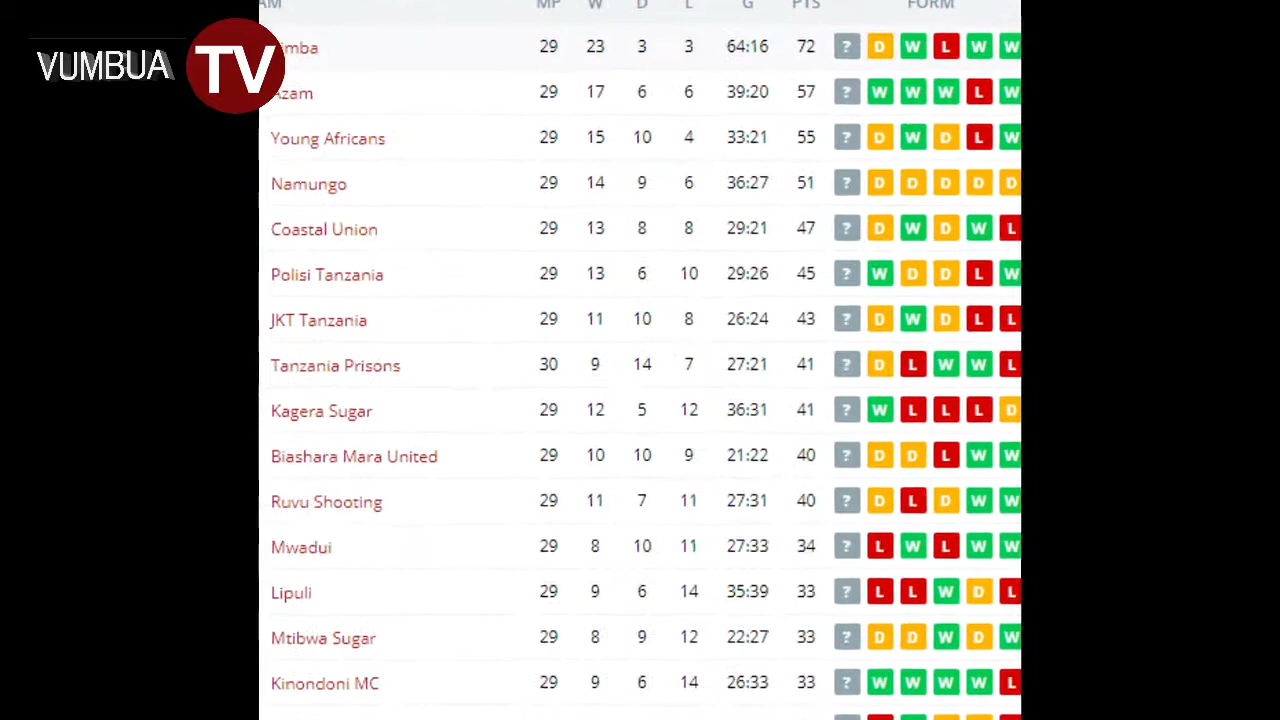 AM MP W D L G PTS FORM
VUMBUA TV
imba 29 23 3 3 64:16 72 ? D W L W W
Azam 29 17 6 6 39:20 57 ? W W W L W
Young Africans 29 15 10 4 33:21 55 ? D W D L W
Namungo 29 14 9 6 36:27 51 ? D D D D D
Coastal Union 29 13 8 8 29:21 47 ? D W D W L
Polisi Tanzania 29 13 6 10 29:26 45 ? W D D L W
JKT Tanzania 29 11 10 8 26:24 43 ? D W D L L
Tanzania Prisons 30 9 14 7 27:21 41 ? D L W W L
Kagera Sugar 29 12 5 12 36:31 41 ? W L L L D
Biashara Mara United 29 10 10 9 21:22 40 ? D D L W W
Ruvu Shooting 29 11 7 11 27:31 40 ? D L D W W
Mwadui 29 8 10 11 27:33 34 ? L W L W W
Lipuli 29 9 6 14 35:39 33 ? L L W D L
Mtibwa Sugar 29 8 9 12 22:27 33 ? D D W D W
Kinondoni MC 29 9 6 14 26:33 33 ? W W W W L